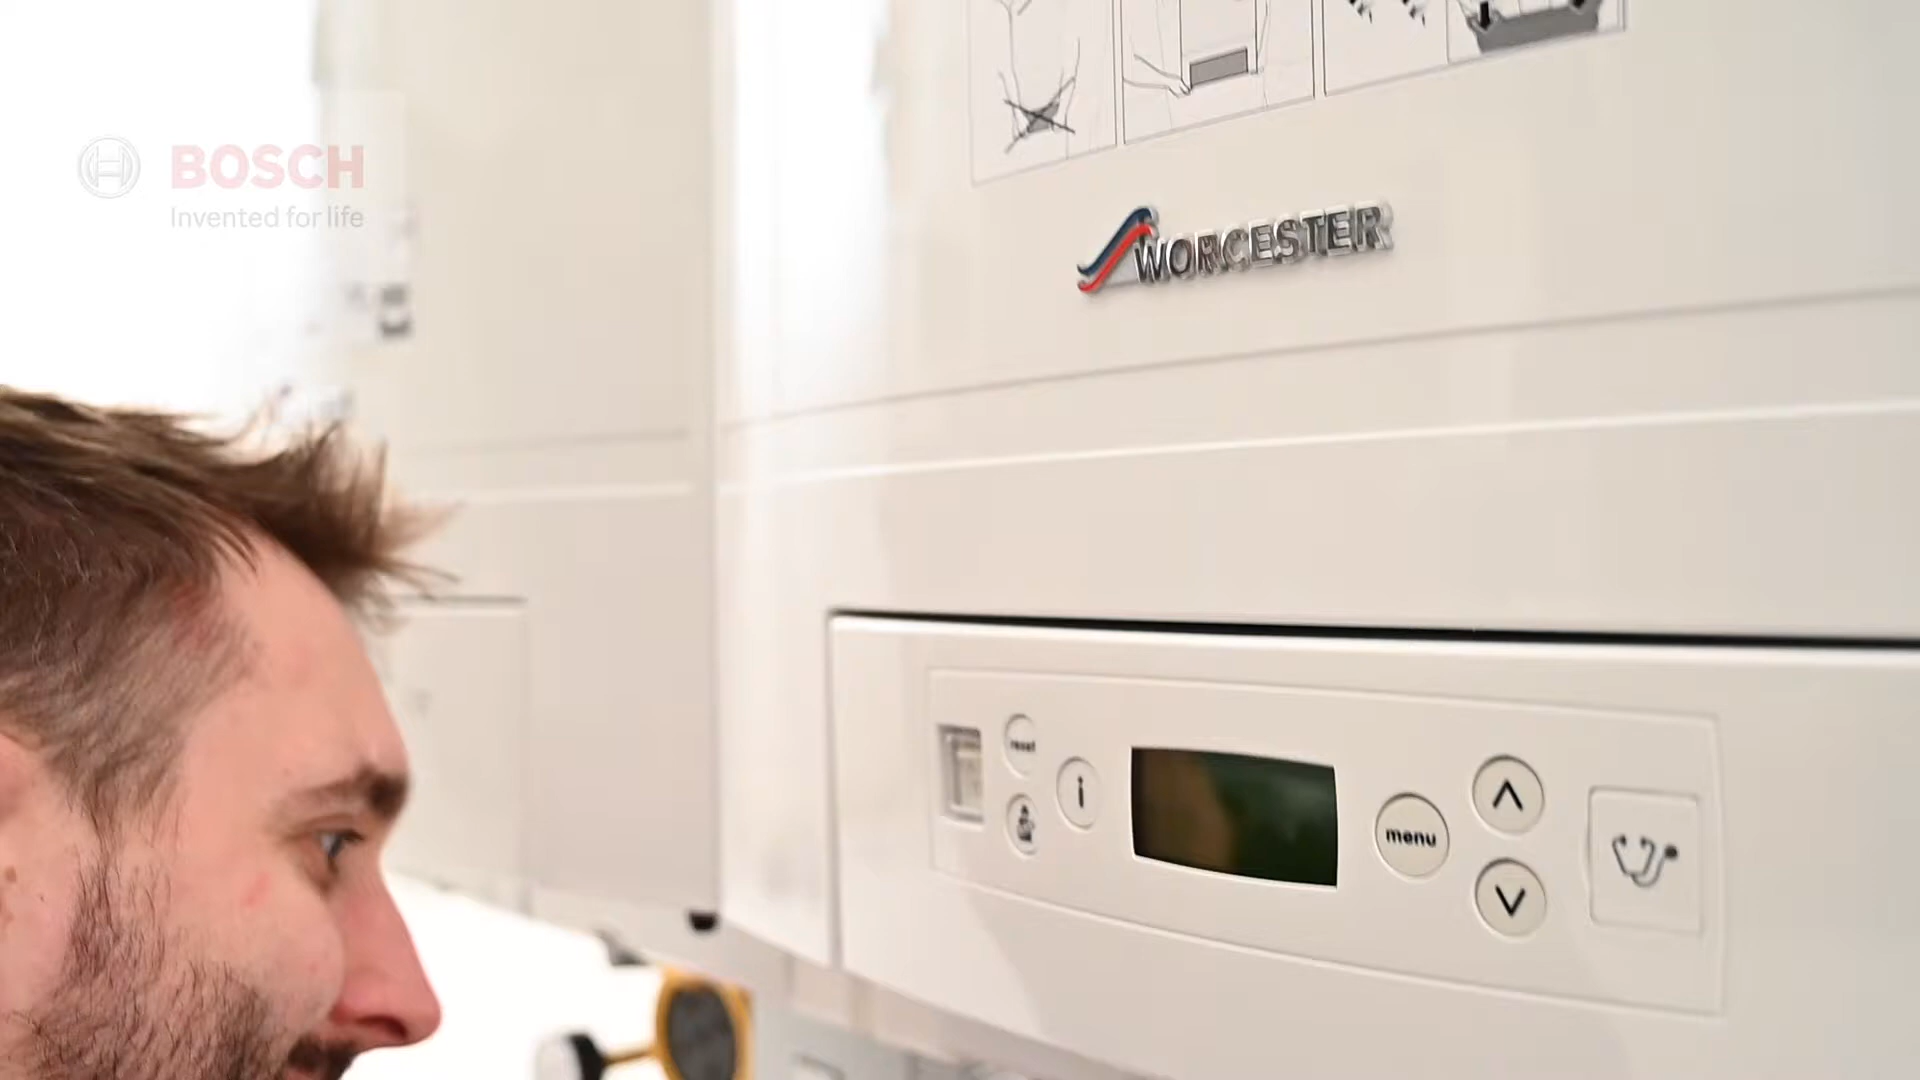 BOSCH
Invented for life
WORCESTER
reset
i
menu